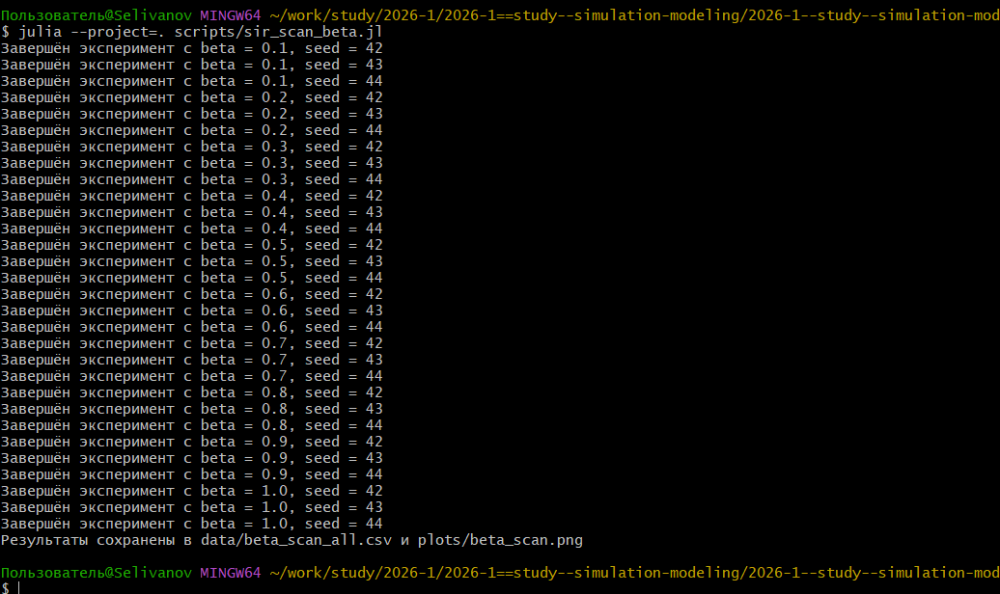 Пользователь@Selivanov MINGW64 ~/work/study/2026-1/2026-1==study--simulation-modeling/2026-1--study--simulation-mod
$ julia --project=. scripts/sir_scan_beta.jl
Завершён эксперимент с beta = 0.1, seed = 42
Завершён эксперимент с beta = 0.1, seed = 43
Завершён эксперимент с beta = 0.1, seed = 44
Завершён эксперимент с beta = 0.2, seed = 42
Завершён эксперимент с beta = 0.2, seed = 43
Завершён эксперимент с beta = 0.2, seed = 44
Завершён эксперимент с beta = 0.3, seed = 42
Завершён эксперимент с beta = 0.3, seed = 43
Завершён эксперимент с beta = 0.3, seed = 44
Завершён эксперимент с beta = 0.4, seed = 42
Завершён эксперимент с beta = 0.4, seed = 43
Завершён эксперимент с beta = 0.4, seed = 44
Завершён эксперимент с beta = 0.5, seed = 42
Завершён эксперимент с beta = 0.5, seed = 43
Завершён эксперимент с beta = 0.5, seed = 44
Завершён эксперимент с beta = 0.6, seed = 42
Завершён эксперимент с beta = 0.6, seed = 43
Завершён эксперимент с beta = 0.6, seed = 44
Завершён эксперимент с beta = 0.7, seed = 42
Завершён эксперимент с beta = 0.7, seed = 43
Завершён эксперимент с beta = 0.7, seed = 44
Завершён эксперимент с beta = 0.8, seed = 42
Завершён эксперимент с beta = 0.8, seed = 43
Завершён эксперимент с beta = 0.8, seed = 44
Завершён эксперимент с beta = 0.9, seed = 42
Завершён эксперимент с beta = 0.9, seed = 43
Завершён эксперимент с beta = 0.9, seed = 44
Завершён эксперимент с beta = 1.0, seed = 42
Завершён эксперимент с beta = 1.0, seed = 43
Завершён эксперимент с beta = 1.0, seed = 44
Результаты сохранены в data/beta_scan_all.csv и plots/beta_scan.png
Пользователь@Selivanov MINGW64 ~/work/study/2026-1/2026-1==study--simulation-modeling/2026-1--study--simulation-mod
$